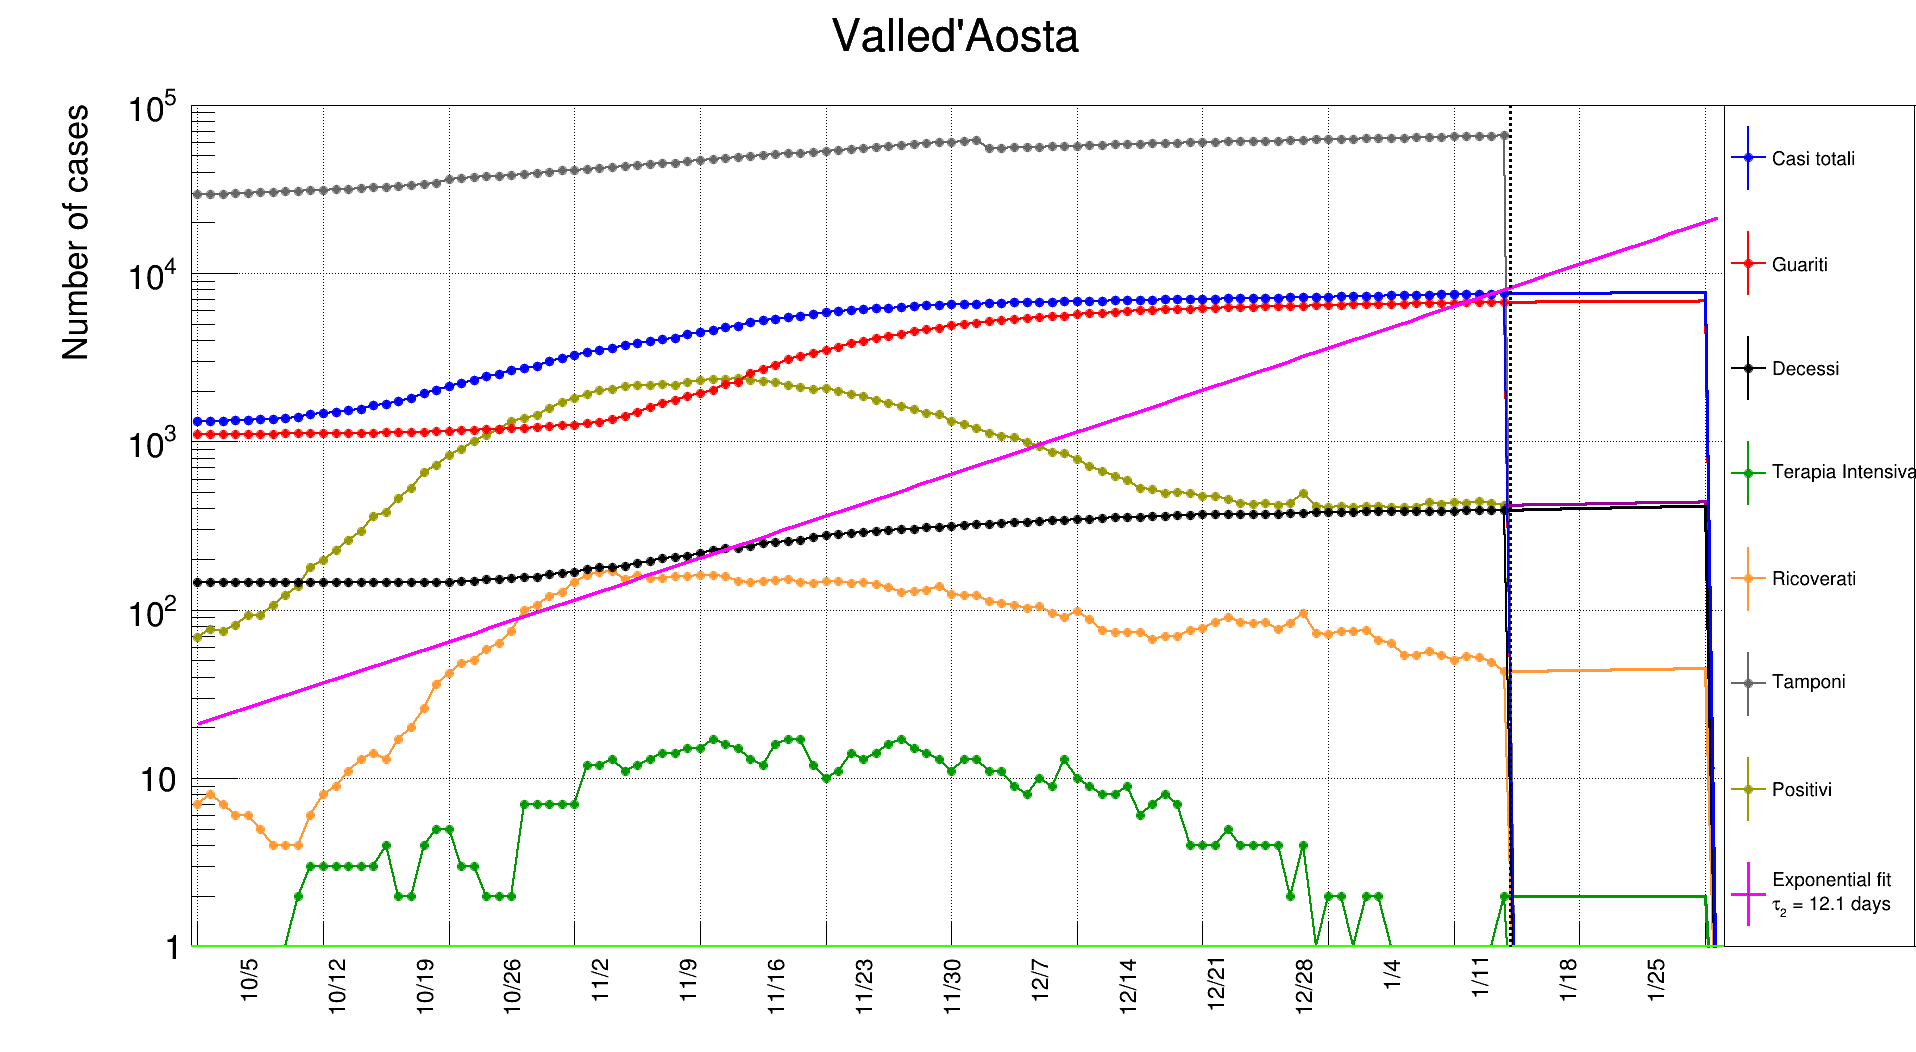 Valled'Aosta
Number of cases
10^5
10^4
10^3
10^2
10
1
10/5
10/12
10/19
10/26
11/2
11/9
11/16
11/23
11/30
12/7
12/14
12/21
12/28
1/4
1/11
1/18
1/25
Casi totali
Guariti
Decessi
Terapia Intensiva
Ricoverati
Tamponi
Positivi
Exponential fit
τ₂ = 12.1 days